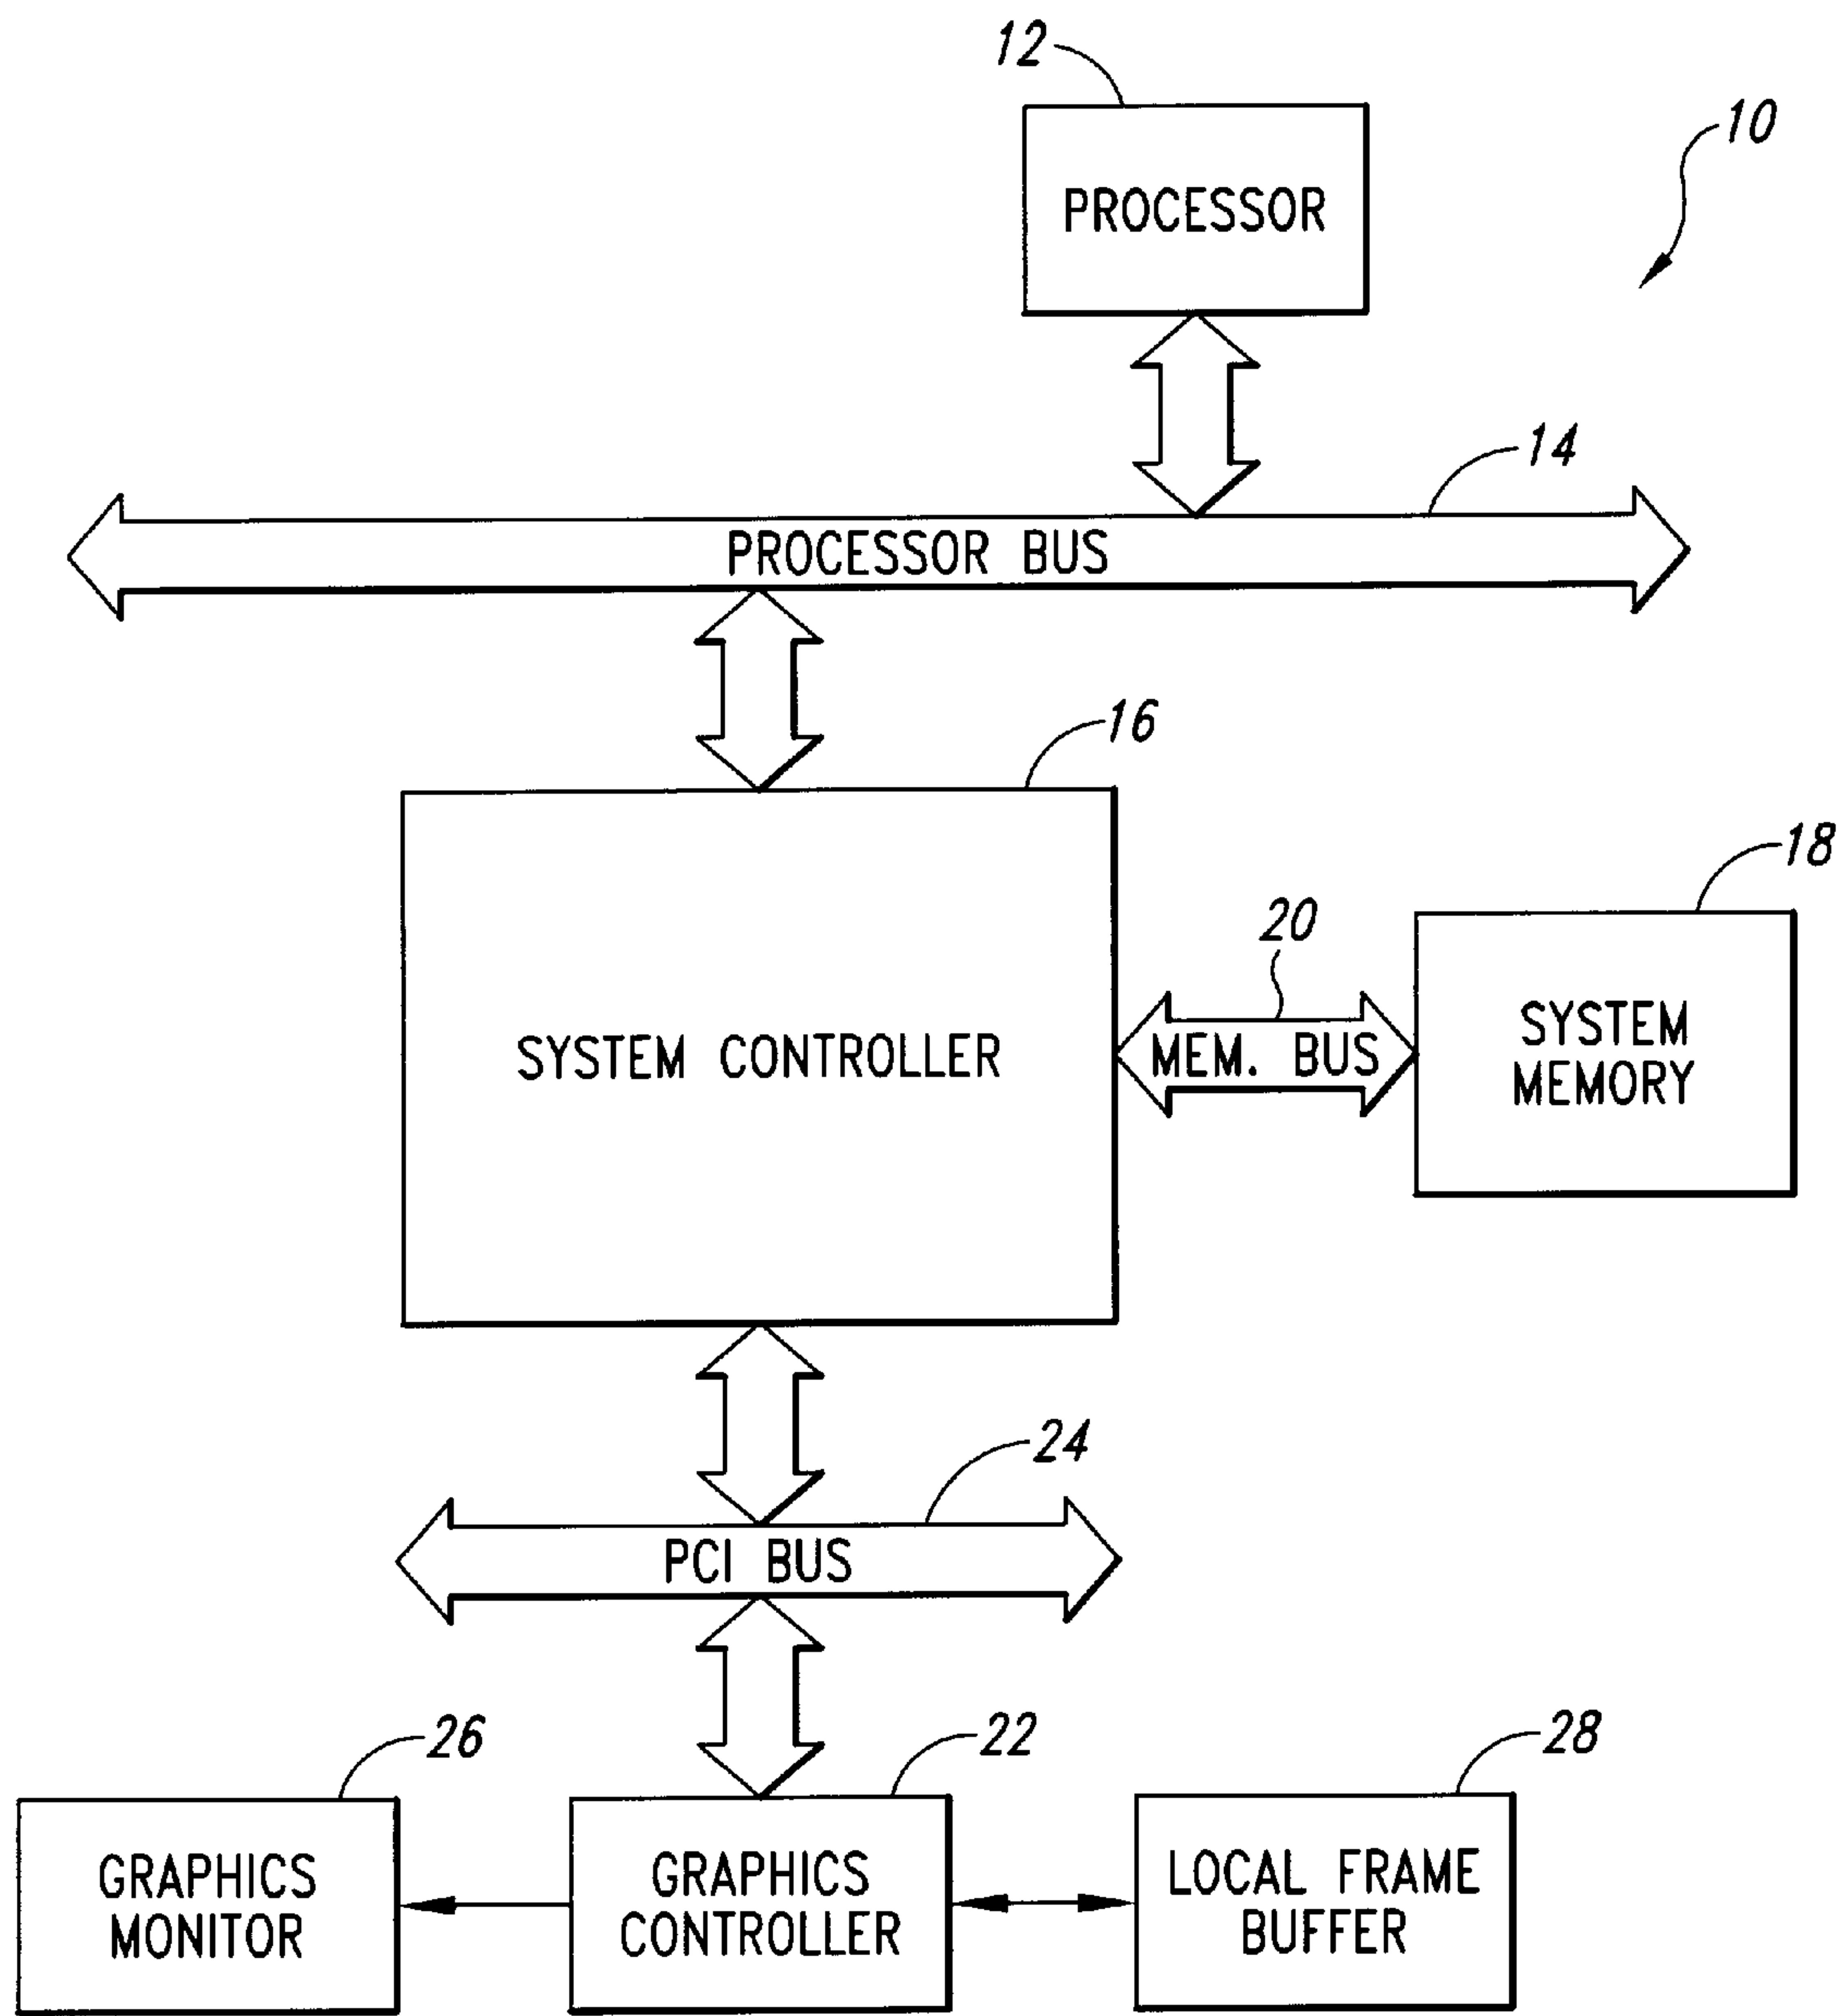 12
10
PROCESSOR
14
PROCESSOR BUS
16
18
20
SYSTEM CONTROLLER
MEM. BUS
SYSTEM
MEMORY
24
PCI BUS
26
22
28
GRAPHICS
MONITOR
GRAPHICS
CONTROLLER
LOCAL FRAME
BUFFER